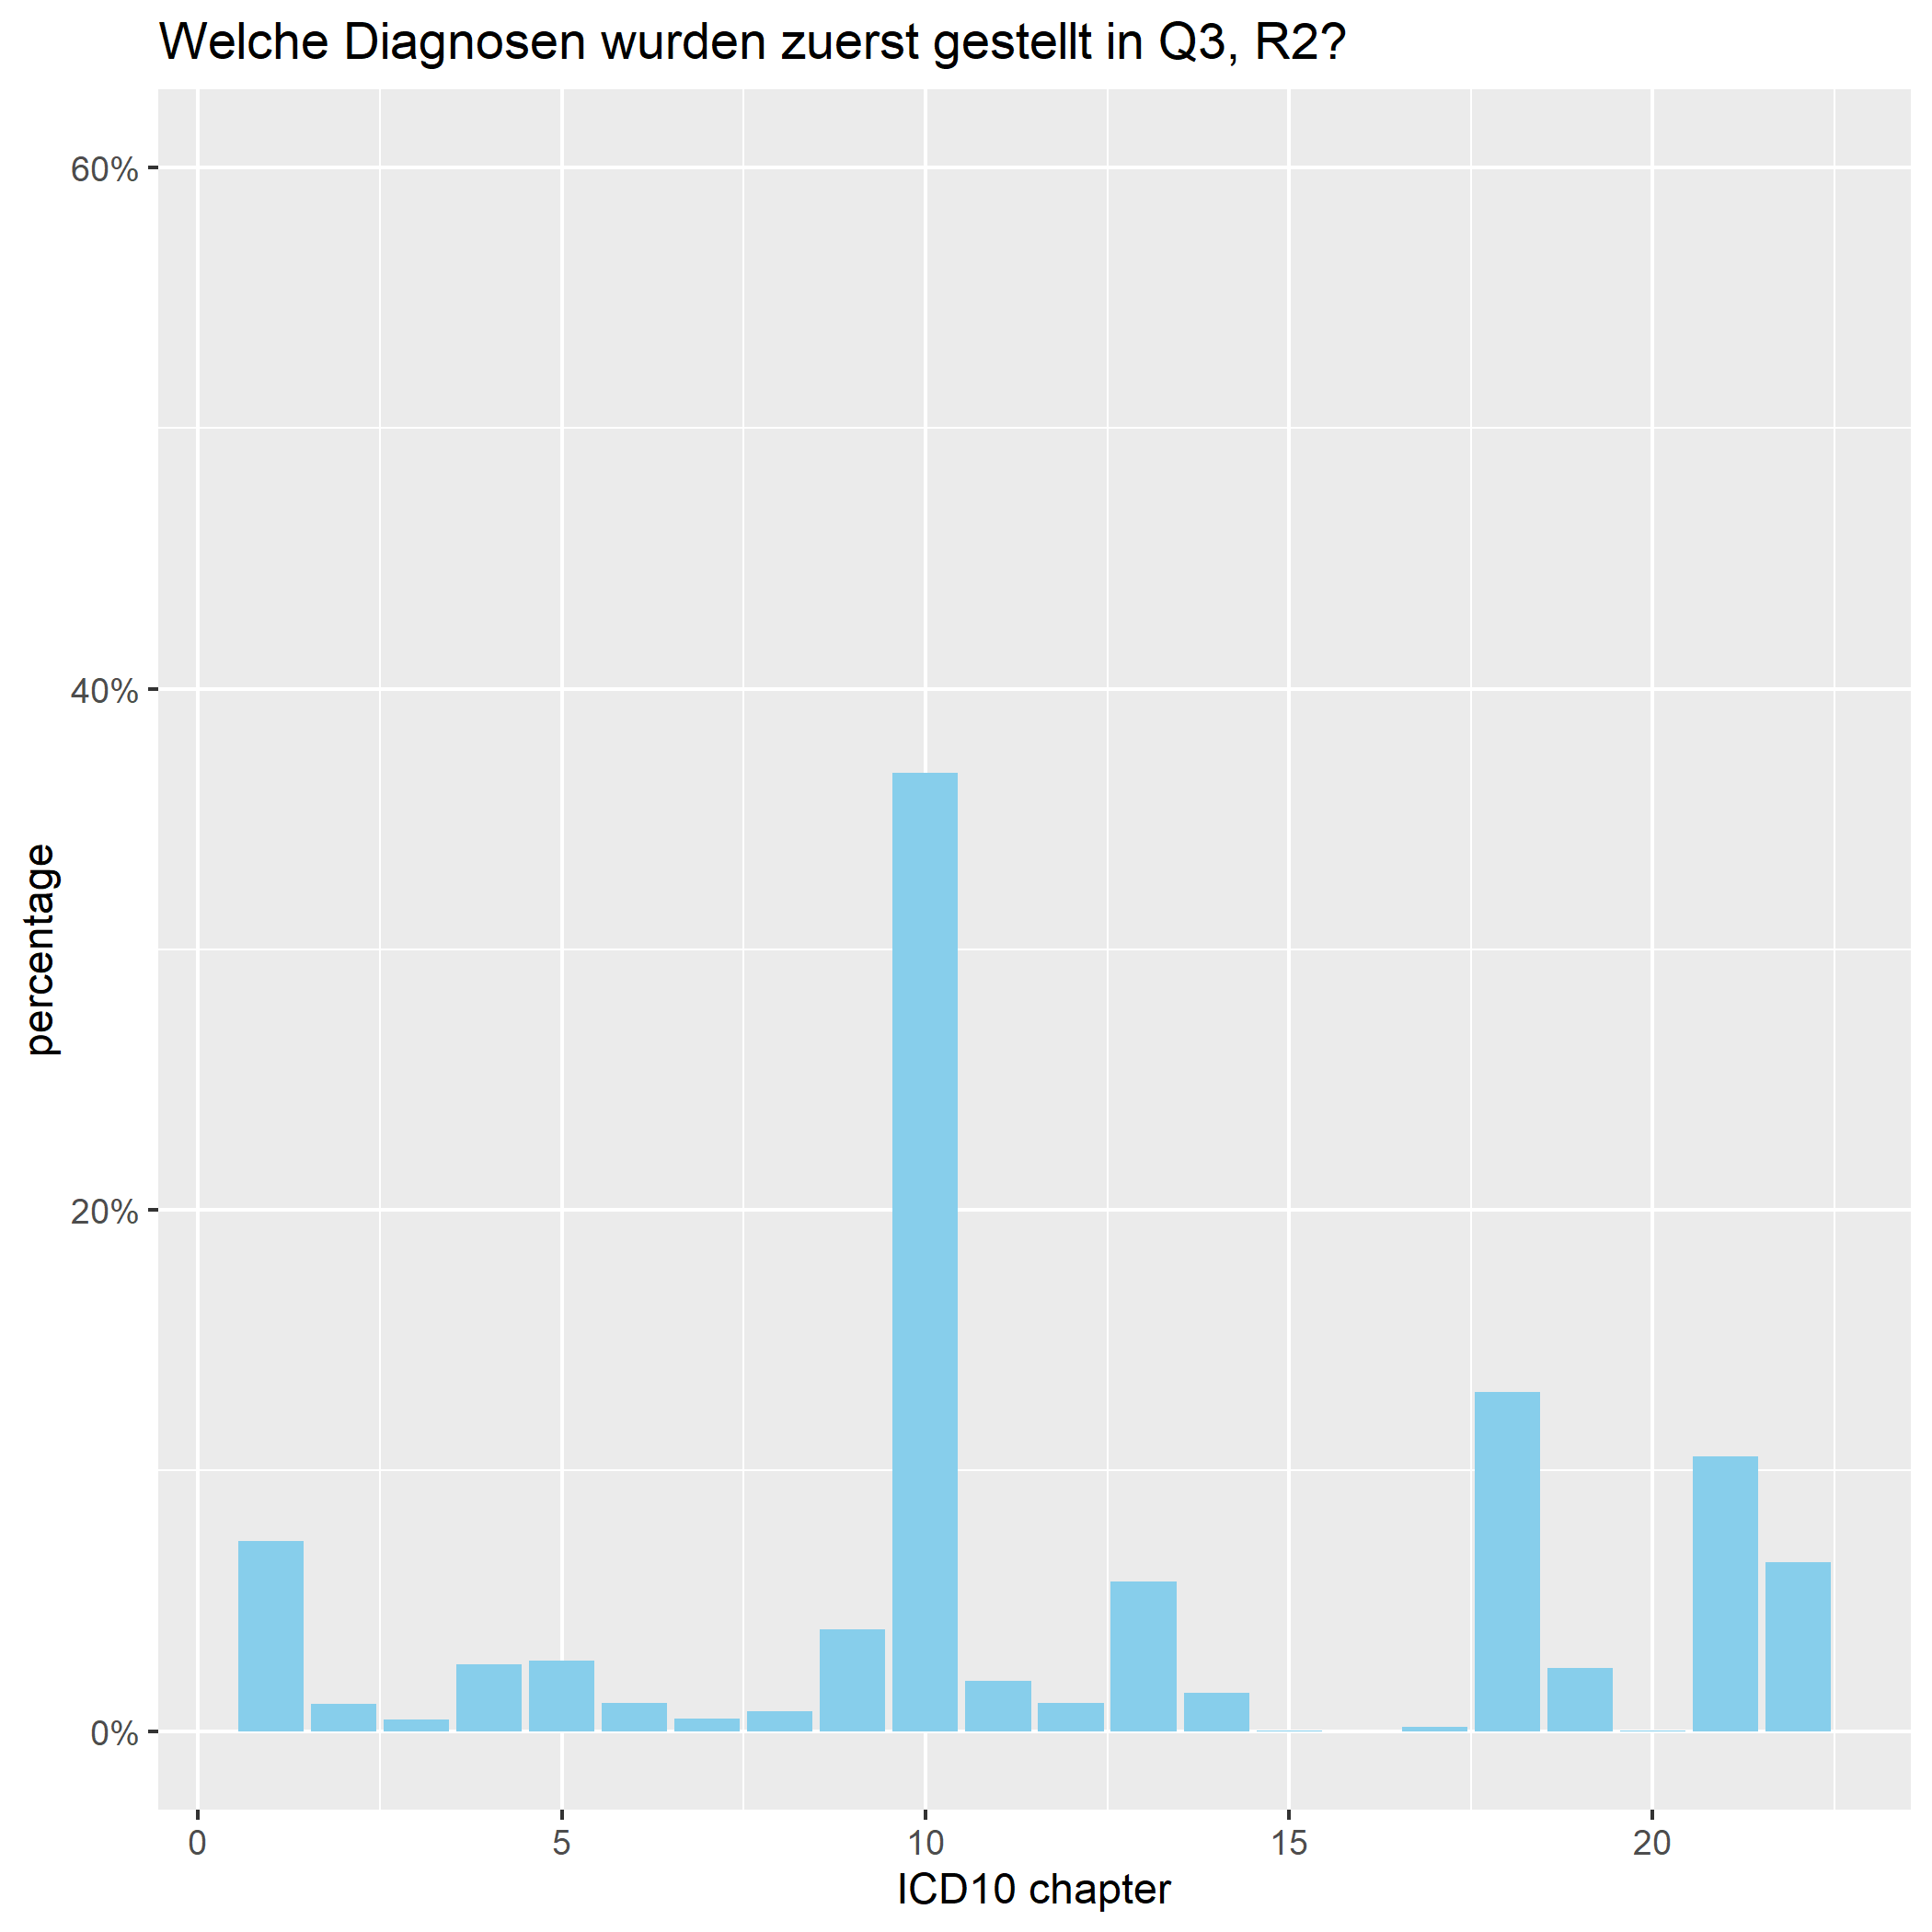 Welche Diagnosen wurden zuerst gestellt in Q3, R2?
60%
40%
20%
0%
percentage
0 5 10 15 20
ICD10 chapter